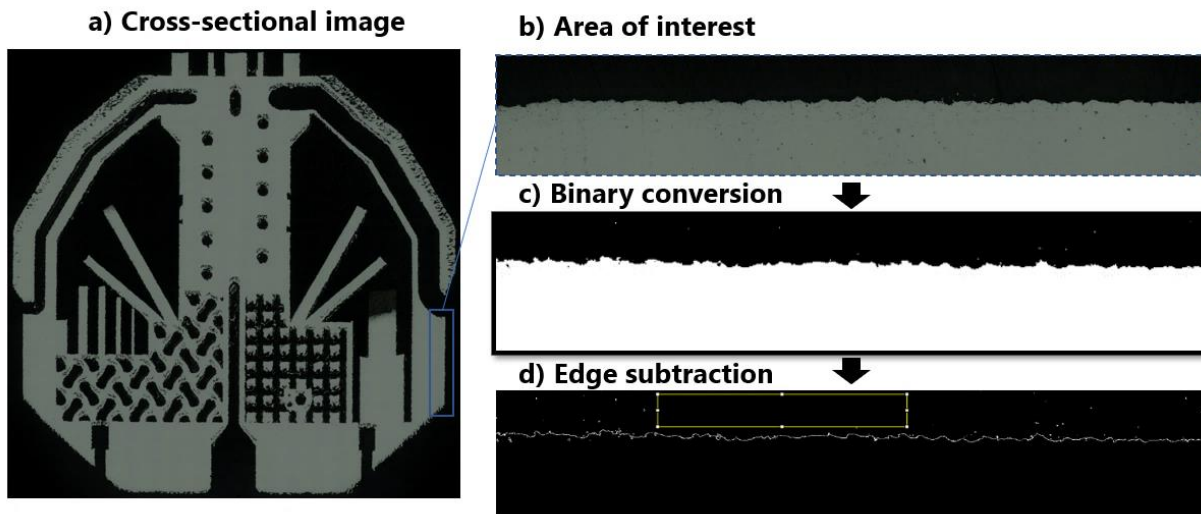 a) Cross-sectional image
b) Area of interest
c) Binary conversion
d) Edge subtraction